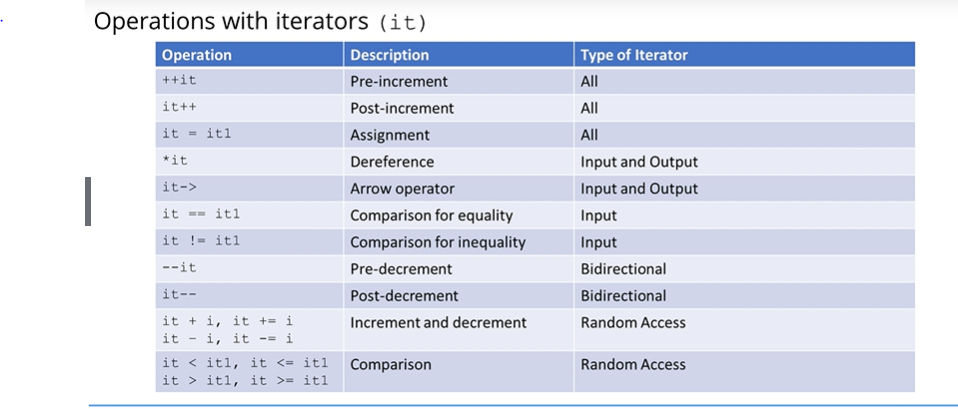 Operations with iterators (it)
Operation Description Type of Iterator
++it Pre-increment All
it++ Post-increment All
it = it1 Assignment All
*it Dereference Input and Output
it-> Arrow operator Input and Output
it == it1 Comparison for equality Input
it != it1 Comparison for inequality Input
--it Pre-decrement Bidirectional
it-- Post-decrement Bidirectional
it + i, it += i Increment and decrement Random Access
it - i, it -= i
it < it1, it <= it1 Comparison Random Access
it > it1, it >= it1